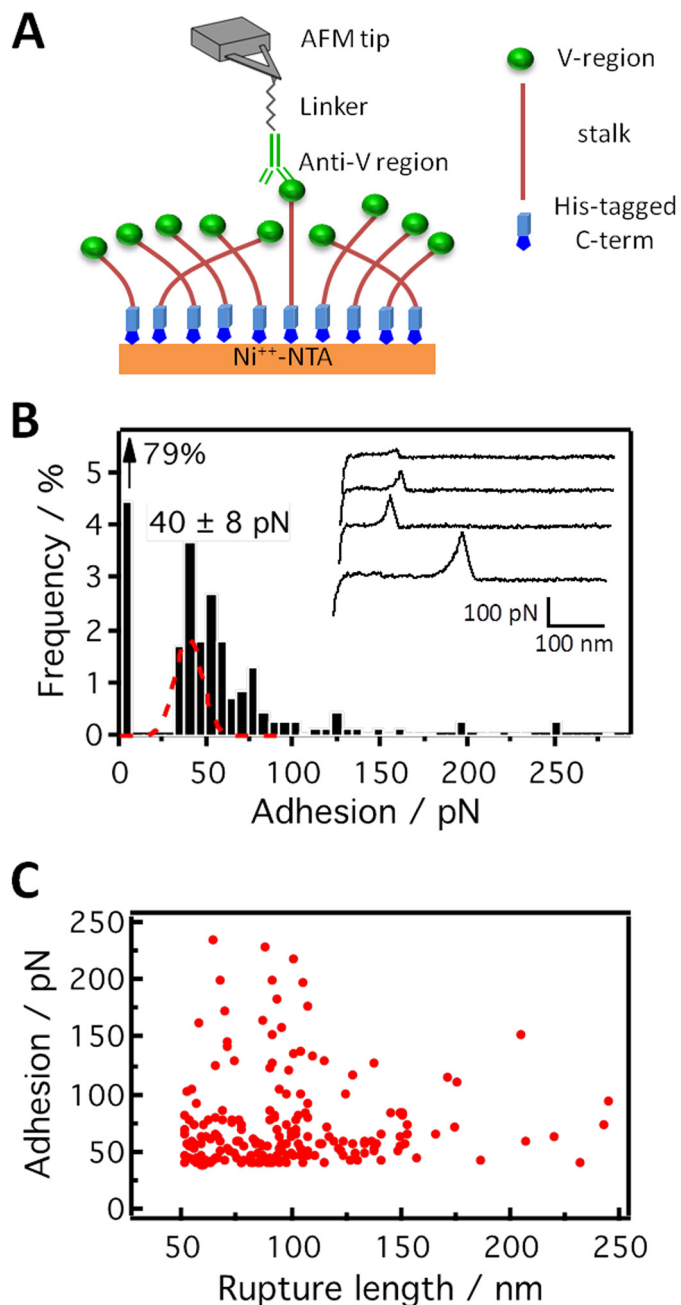 A
AFM tip
Linker
Anti-V region
V-region
stalk
His-tagged
C-term
Ni⁺⁺-NTA
B
79%
40 ± 8 pN
100 pN
100 nm
Frequency / %
5
4
3
2
1
0
0 50 100 150 200 250
Adhesion / pN
C
Adhesion / pN
250
200
150
100
50
0
50 100 150 200 250
Rupture length / nm